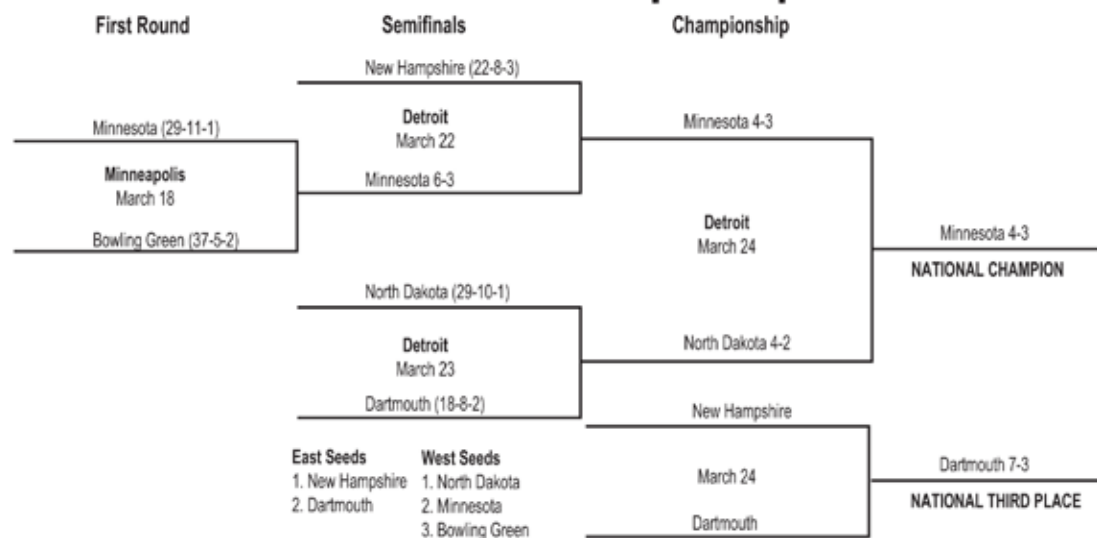 First Round
Semifinals
Championship
New Hampshire (22-8-3)
Detroit
March 22
Minnesota 4-3
Minnesota (29-11-1)
Minneapolis
March 18
Minnesota 6-3
Bowling Green (37-5-2)
Detroit
March 24
Minnesota 4-3
NATIONAL CHAMPION
North Dakota (29-10-1)
Detroit
March 23
North Dakota 4-2
Dartmouth (18-8-2)
New Hampshire
East Seeds
1. New Hampshire
2. Dartmouth
West Seeds
1. North Dakota
2. Minnesota
3. Bowling Green
March 24
Dartmouth
Dartmouth 7-3
NATIONAL THIRD PLACE